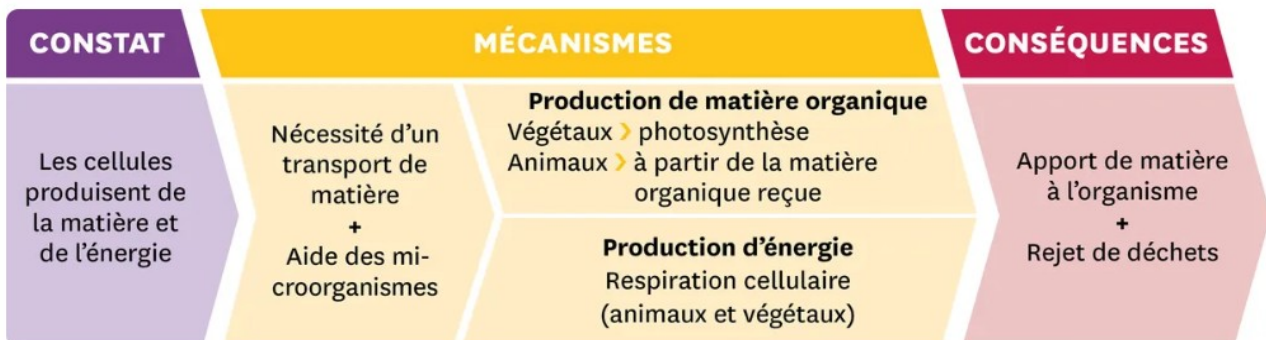 CONSTAT
MÉCANISMES
CONSÉQUENCES
Les cellules
produisent de
la matière et
de l’énergie
Nécessité d’un
transport de
matière
+
Aide des mi-
croorganismes
Production de matière organique
Végétaux › photosynthèse
Animaux › à partir de la matière
organique reçue
Production d’énergie
Respiration cellulaire
(animaux et végétaux)
Apport de matière
à l’organisme
+
Rejet de déchets